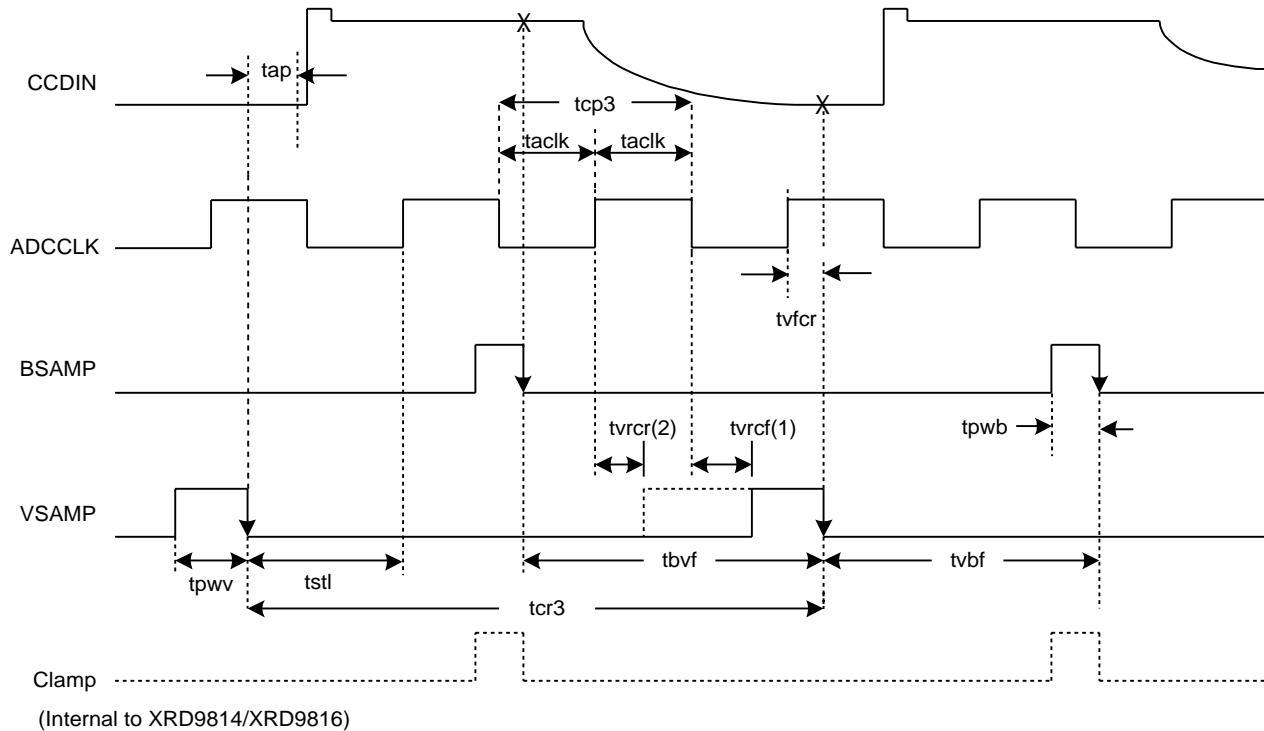 CCDIN
tap
X
X
tcp3
taclk
taclk
ADCCLK
tvfcr
BSAMP
tvrcr(2)
tvrcf(1)
tpwb
VSAMP
tpwv
tstl
tbvf
tvbf
tcr3
Clamp
(Internal to XRD9814/XRD9816)